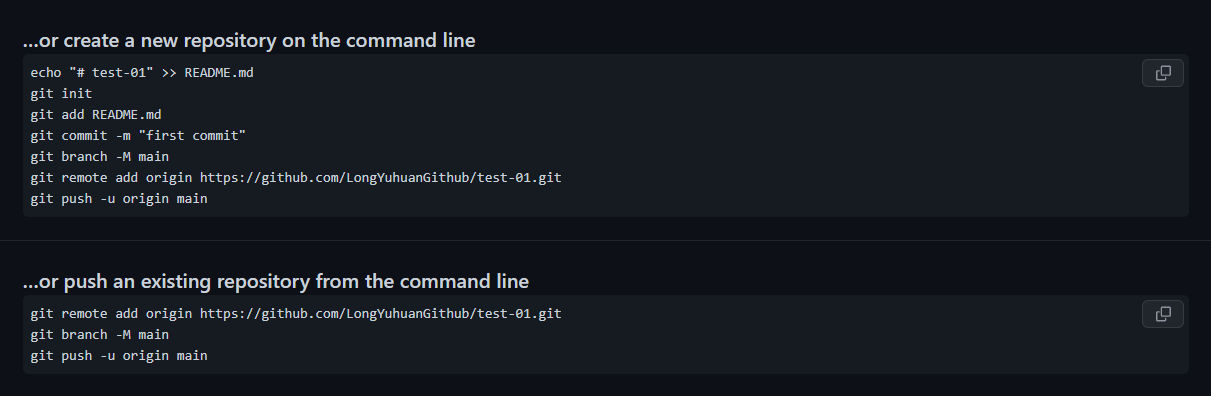 ...or create a new repository on the command line
echo "# test-01" >> README.md
git init
git add README.md
git commit -m "first commit"
git branch -M main
git remote add origin https://github.com/LongYuhuanGithub/test-01.git
git push -u origin main
...or push an existing repository from the command line
git remote add origin https://github.com/LongYuhuanGithub/test-01.git
git branch -M main
git push -u origin main